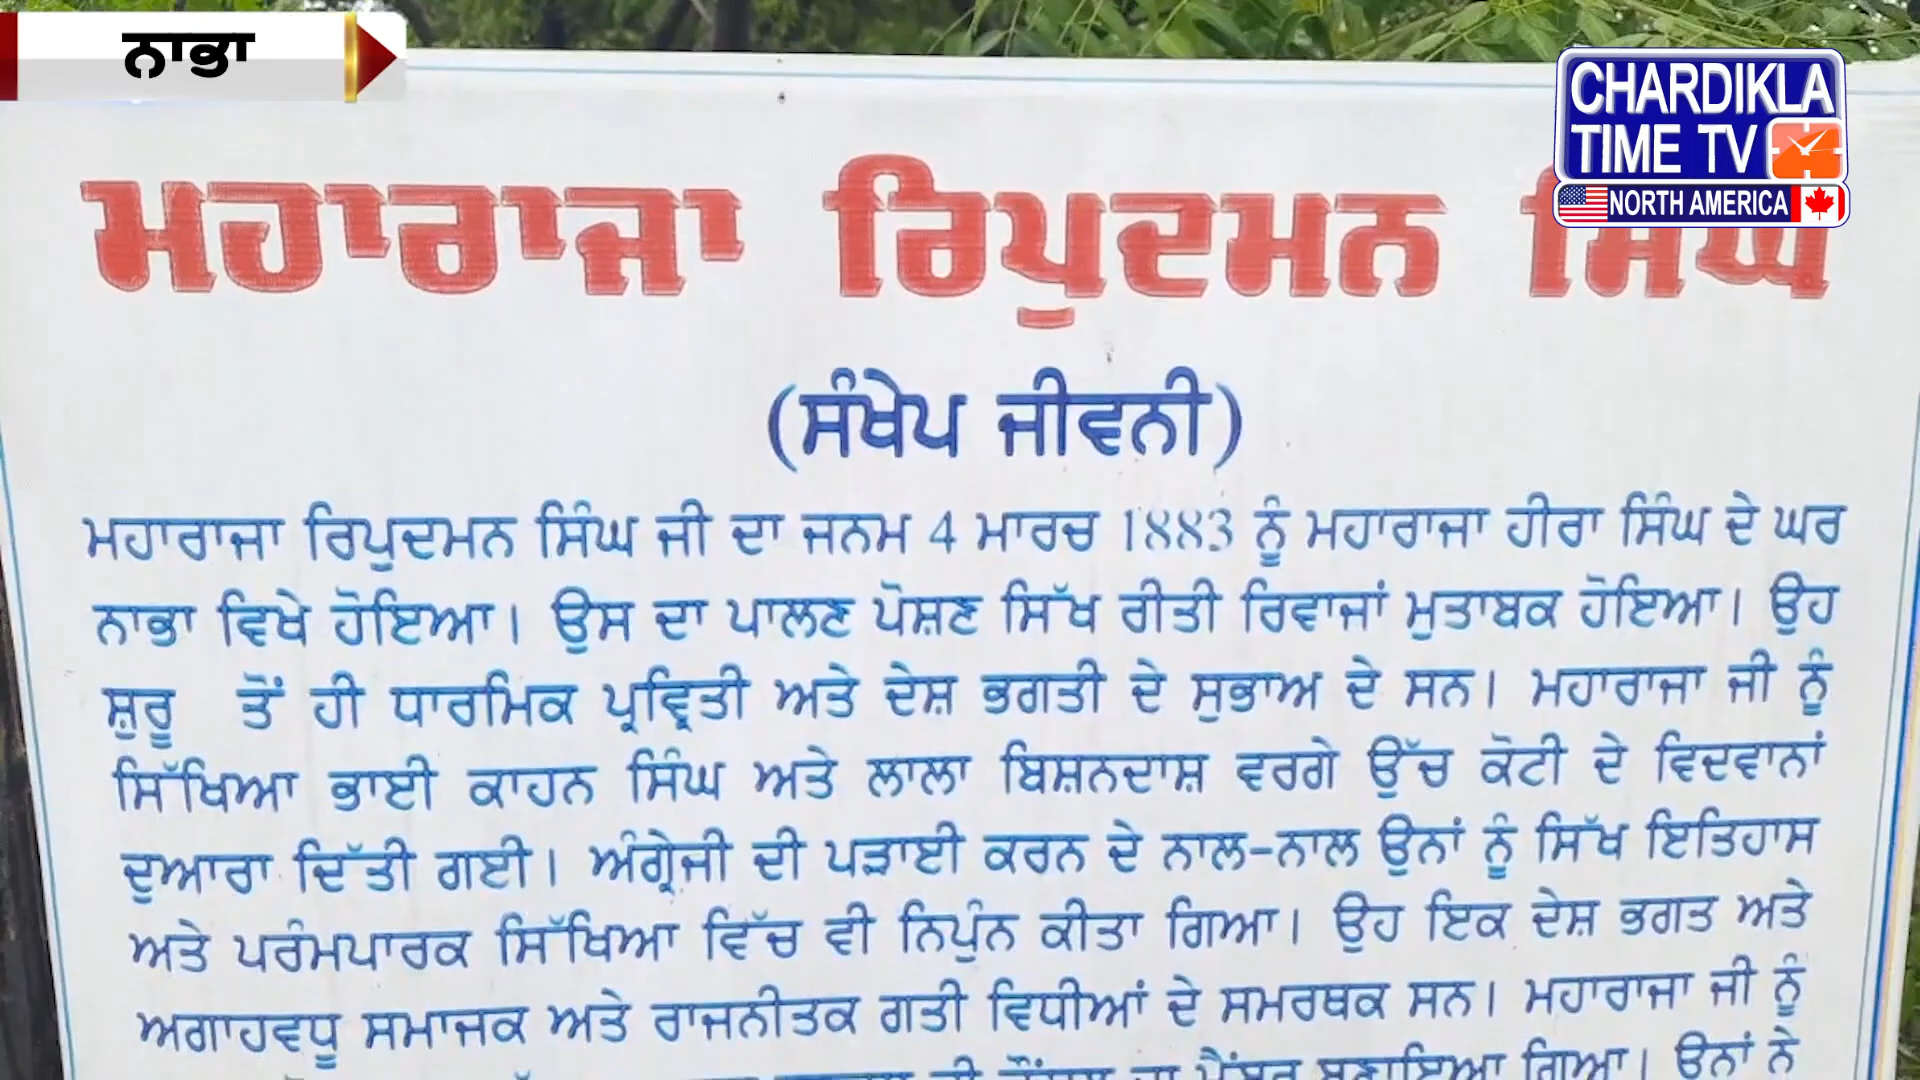 ਨਾਭਾ
CHARDIKLA
TIME TV
NORTH AMERICA
ਮਹਾਰਾਜਾ ਰਿਪੁਦਮਨ ਸਿੰਘ
(ਸੰਖੇਪ ਜੀਵਨੀ)
ਮਹਾਰਾਜਾ ਰਿਪੁਦਮਨ ਸਿੰਘ ਜੀ ਦਾ ਜਨਮ 4 ਮਾਰਚ 1883 ਨੂੰ ਮਹਾਰਾਜਾ ਹੀਰਾ ਸਿੰਘ ਦੇ ਘਰ
ਨਾਭਾ ਵਿਖੇ ਹੋਇਆ। ਉਸ ਦਾ ਪਾਲਣ ਪੋਸ਼ਣ ਸਿੱਖ ਰੀਤੀ ਰਿਵਾਜਾਂ ਮੁਤਾਬਕ ਹੋਇਆ। ਉਹ
ਸ਼ੁਰੂ ਤੋਂ ਹੀ ਧਾਰਮਿਕ ਪ੍ਰਵ੍ਰਿਤੀ ਅਤੇ ਦੇਸ਼ ਭਗਤੀ ਦੇ ਸੁਭਾਅ ਦੇ ਸਨ। ਮਹਾਰਾਜਾ ਜੀ ਨੂੰ
ਸਿੱਖਿਆ ਭਾਈ ਕਾਹਨ ਸਿੰਘ ਅਤੇ ਲਾਲਾ ਬਿਸ਼ਨਦਾਸ਼ ਵਰਗੇ ਉੱਚ ਕੋਟੀ ਦੇ ਵਿਦਵਾਨਾਂ
ਦੁਆਰਾ ਦਿੱਤੀ ਗਈ। ਅੰਗ੍ਰੇਜੀ ਦੀ ਪੜਾਈ ਕਰਨ ਦੇ ਨਾਲ-ਨਾਲ ਉਨਾਂ ਨੂੰ ਸਿੱਖ ਇਤਿਹਾਸ
ਅਤੇ ਪਰੰਮਪਾਰਕ ਸਿੱਖਿਆ ਵਿੱਚ ਵੀ ਨਿਪੁੰਨ ਕੀਤਾ ਗਿਆ। ਉਹ ਇਕ ਦੇਸ਼ ਭਗਤ ਅਤੇ
ਅਗਾਹਵਧੂ ਸਮਾਜਕ ਅਤੇ ਰਾਜਨੀਤਕ ਗਤੀ ਵਿਧੀਆਂ ਦੇ ਸਮਰਥਕ ਸਨ। ਮਹਾਰਾਜਾ ਜੀ ਨੂੰ
ਬਣਾਇਆ ਗਿਆ। ਉਨਾਂ ਨੇ